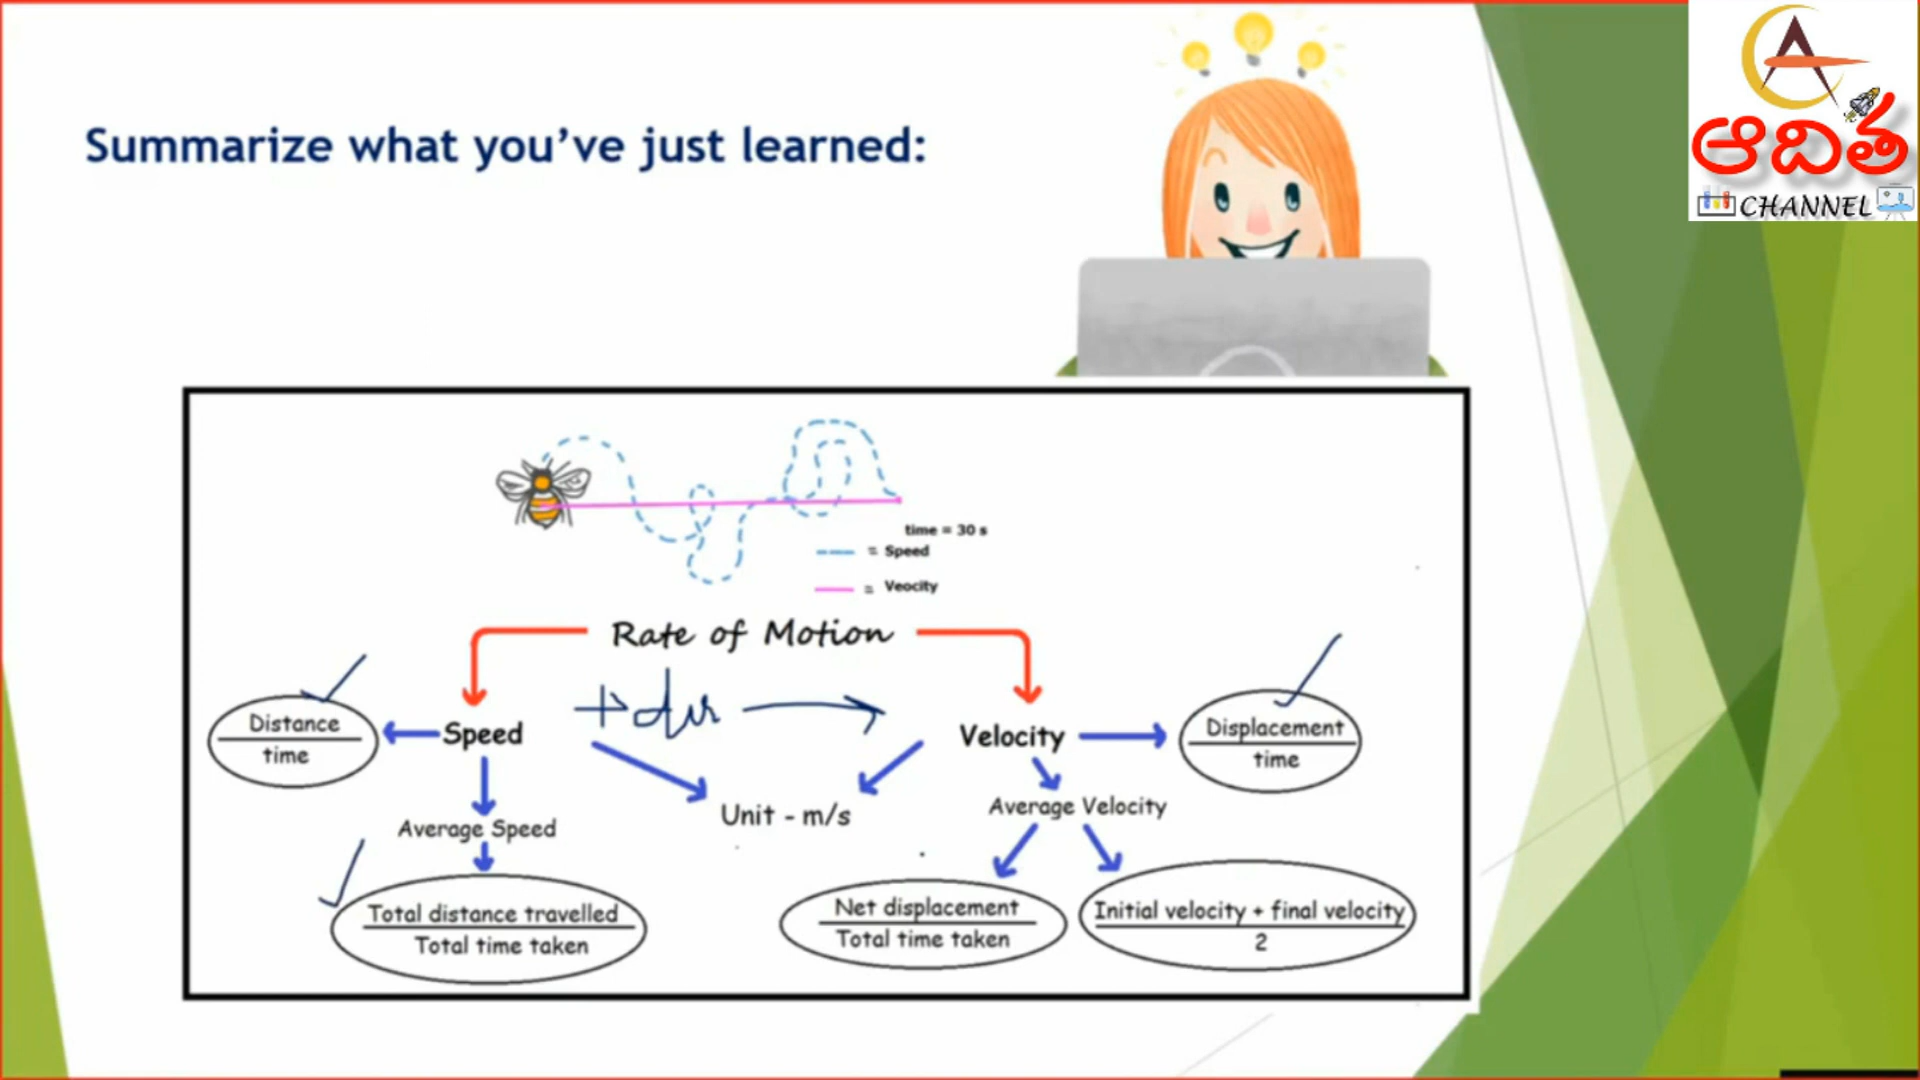 Summarize what you've just learned:
ఆదిత
CHANNEL
time = 30 s
= Speed
= Veocity
Rate of Motion
+ dir
Distance
time
Speed
Velocity
Displacement
time
Unit - m/s
Average Speed
Average Velocity
Total distance travelled
Total time taken
Net displacement
Total time taken
Initial velocity + final velocity
2